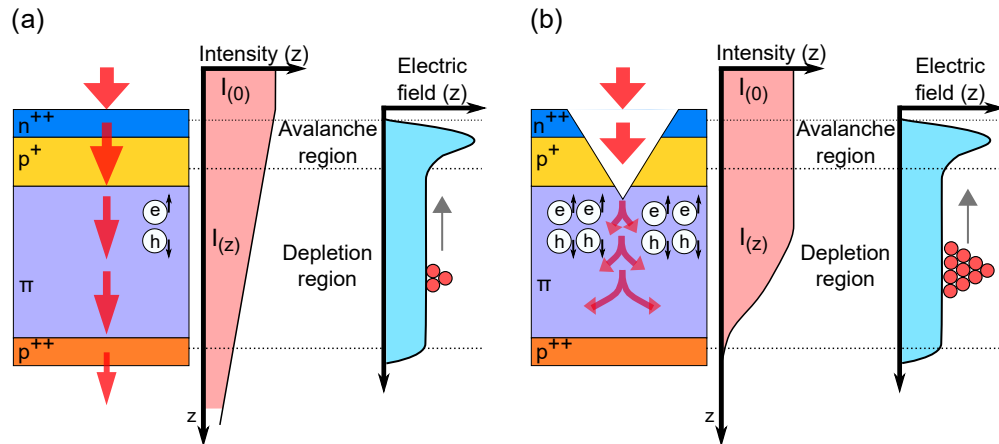 (a)
Intensity (z)
I(0)
Electric
field (z)
n++
Avalanche
region
p+
e
h
I(z)
Depletion
region
π
p++
z
(b)
Intensity (z)
I(0)
Electric
field (z)
n++
Avalanche
region
p+
e e e e
h h h h
I(z)
Depletion
region
π
p++
z